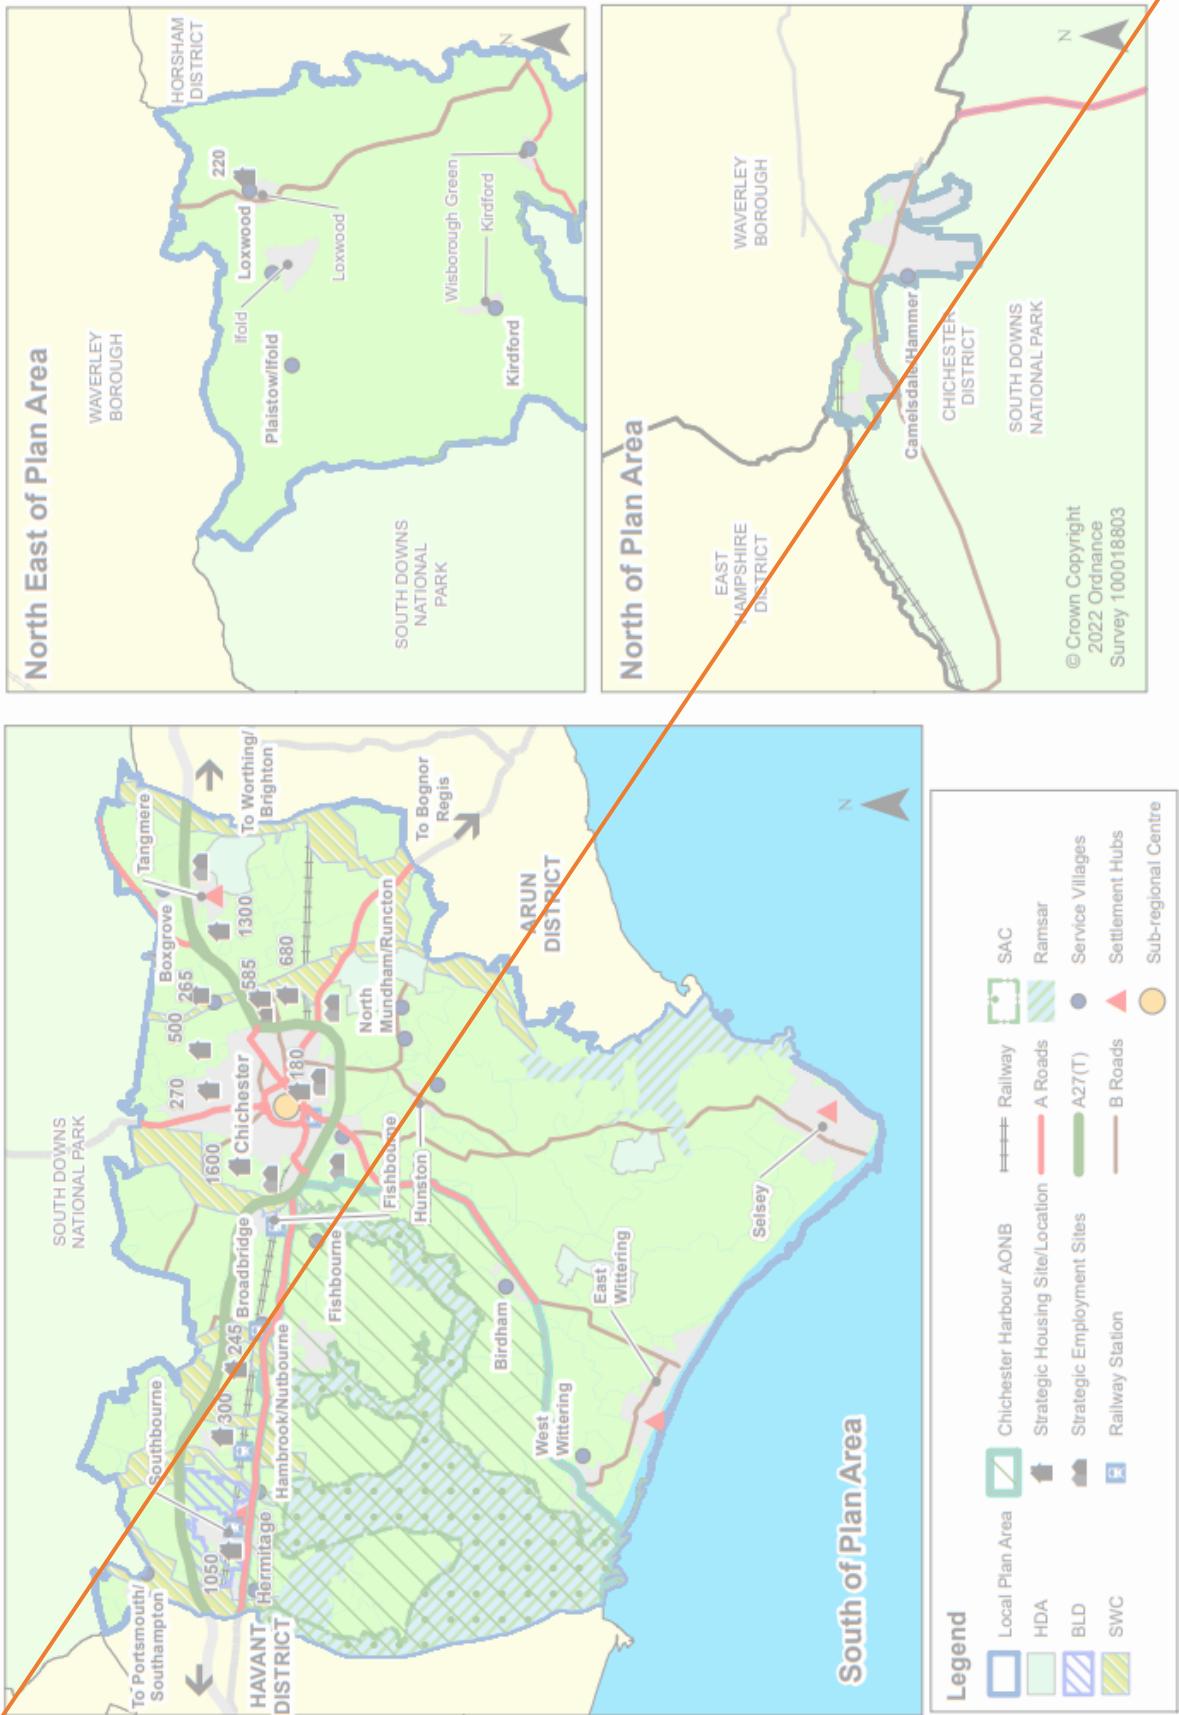 South of Plan Area
SOUTH DOWNS
NATIONAL PARK
To Portsmouth/
Southampton
HAVANT
DISTRICT
1050
Hermitage
Southbourne
300
245
Hambrook/Nutbourne
Broadbridge
Fishbourne
Fishbourne
1600
Chichester
270
500
265
585
680
180
Boxgrove
Tangmere
1300
To Worthing/
Brighton
To Bognor
Regis
North
Mundham/Runcton
Hunston
ARUN
DISTRICT
Birdham
West
Wittering
East
Wittering
Selsey
N
North East of Plan Area
WAVERLEY
BOROUGH
HORSHAM
DISTRICT
220
Loxwood
Loxwood
Ifold
Plaistow/Ifold
Wisborough Green
Kirdford
Kirdford
SOUTH DOWNS
NATIONAL
PARK
N
North of Plan Area
WAVERLEY
BOROUGH
EAST
HAMPSHIRE
DISTRICT
Camelsdale/Hammer
CHICHESTER
DISTRICT
SOUTH DOWNS
NATIONAL PARK
© Crown Copyright
2022 Ordnance
Survey 100018803
N
Legend
Local Plan Area
HDA
BLD
SWC
Chichester Harbour AONB
Strategic Housing Site/Location
Strategic Employment Sites
Railway Station
Railway
A Roads
A27(T)
B Roads
SAC
Ramsar
Service Villages
Settlement Hubs
Sub-regional Centre